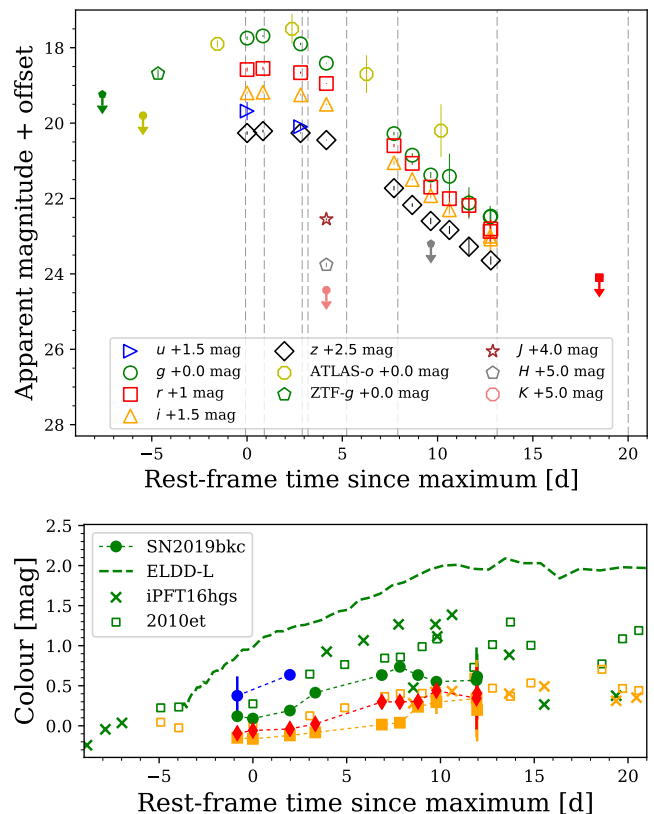 18
20
22
24
26
28
Apparent magnitude + offset
u +1.5 mag
g +0.0 mag
r +1 mag
i +1.5 mag
z +2.5 mag
ATLAS-o +0.0 mag
ZTF-g +0.0 mag
J +4.0 mag
H +5.0 mag
K +5.0 mag
−5 0 5 10 15 20
Rest-frame time since maximum [d]
2.5
2.0
1.5
1.0
0.5
0.0
Colour [mag]
SN2019bkc
ELDD-L
iPFT16hgs
2010et
−5 0 5 10 15 20
Rest-frame time since maximum [d]